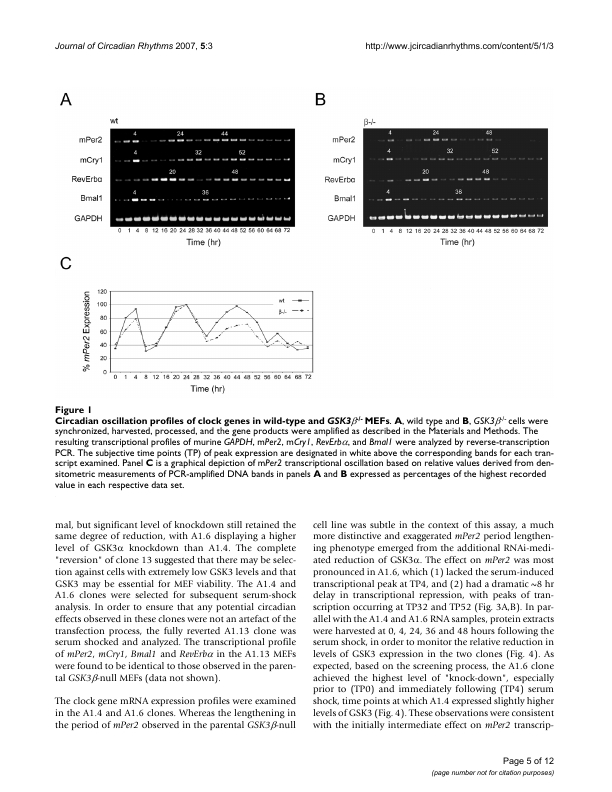 Journal of Circadian Rhythms 2007, 5:3
http://www.jcircadianrhythms.com/content/5/1/3
A
wt
4 24 44
mPer2
4 32 52
mCry1
20 48
RevErbα
4 36
Bmal1
GAPDH
0 1 4 8 12 16 20 24 28 32 36 40 44 48 52 56 60 64 68 72
Time (hr)
B
β-/-
4 24 48
mPer2
4 32 52
mCry1
20 48
RevErbα
4 36
Bmal1
GAPDH
0 1 4 8 12 16 20 24 28 32 36 40 44 48 52 56 60 64 68 72
Time (hr)
C
% mPer2 Expression
120
100
80
60
40
20
0
wt
β-/-
0 1 4 8 12 16 20 24 28 32 36 40 44 48 52 56 60 64 68 72
Time (hr)
Figure 1
Circadian oscillation profiles of clock genes in wild-type and GSK3β-/- MEFs. A, wild type and B, GSK3β-/- cells were
synchronized, harvested, processed, and the gene products were amplified as described in the Materials and Methods. The
resulting transcriptional profiles of murine GAPDH, mPer2, mCry1, RevErbα, and Bmal1 were analyzed by reverse-transcription
PCR. The subjective time points (TP) of peak expression are designated in white above the corresponding bands for each tran-
script examined. Panel C is a graphical depiction of mPer2 transcriptional oscillation based on relative values derived from den-
sitometric measurements of PCR-amplified DNA bands in panels A and B expressed as percentages of the highest recorded
value in each respective data set.
mal, but significant level of knockdown still retained the
same degree of reduction, with A1.6 displaying a higher
level of GSK3α knockdown than A1.4. The complete
"reversion" of clone 13 suggested that there may be selec-
tion against cells with extremely low GSK3 levels and that
GSK3 may be essential for MEF viability. The A1.4 and
A1.6 clones were selected for subsequent serum-shock
analysis. In order to ensure that any potential circadian
effects observed in these clones were not an artefact of the
transfection process, the fully reverted A1.13 clone was
serum shocked and analyzed. The transcriptional profile
of mPer2, mCry1, Bmal1 and RevErbα in the A1.13 MEFs
were found to be identical to those observed in the paren-
tal GSK3β-null MEFs (data not shown).
The clock gene mRNA expression profiles were examined
in the A1.4 and A1.6 clones. Whereas the lengthening in
the period of mPer2 observed in the parental GSK3β-null
cell line was subtle in the context of this assay, a much
more distinctive and exaggerated mPer2 period lengthen-
ing phenotype emerged from the additional RNAi-medi-
ated reduction of GSK3α. The effect on mPer2 was most
pronounced in A1.6, which (1) lacked the serum-induced
transcriptional peak at TP4, and (2) had a dramatic ~8 hr
delay in transcriptional repression, with peaks of tran-
scription occurring at TP32 and TP52 (Fig. 3A,B). In par-
allel with the A1.4 and A1.6 RNA samples, protein extracts
were harvested at 0, 4, 24, 36 and 48 hours following the
serum shock, in order to monitor the relative reduction in
levels of GSK3 expression in the two clones (Fig. 4). As
expected, based on the screening process, the A1.6 clone
achieved the highest level of "knock-down", especially
prior to (TP0) and immediately following (TP4) serum
shock, time points at which A1.4 expressed slightly higher
levels of GSK3 (Fig. 4). These observations were consistent
with the initially intermediate effect on mPer2 transcrip-
Page 5 of 12
(page number not for citation purposes)